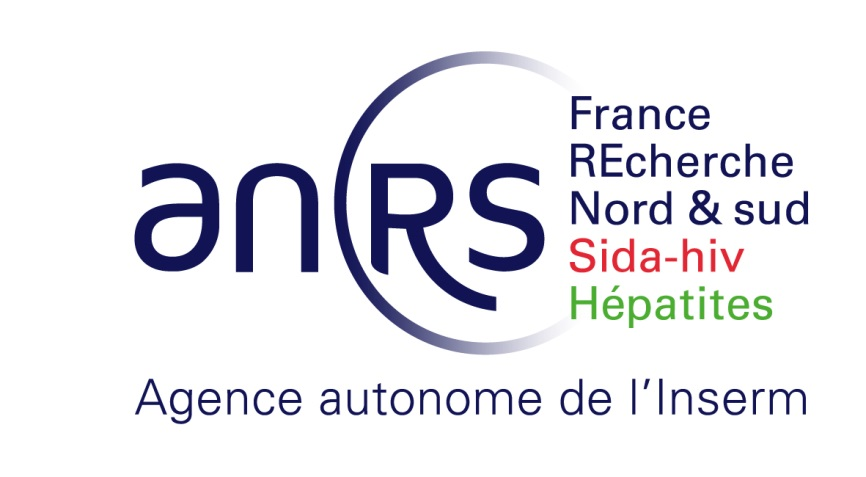 anRS
France
REcherche
Nord & sud
Sida-hiv
Hépatites
Agence autonome de l'Inserm